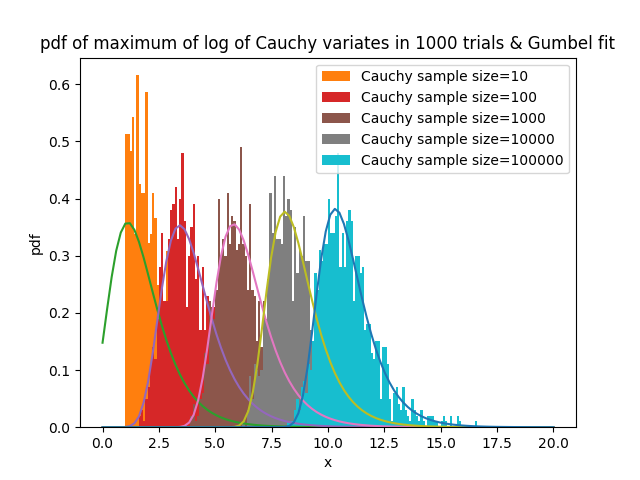 pdf of maximum of log of Cauchy variates in 1000 trials & Gumbel fit
Cauchy sample size=10
Cauchy sample size=100
Cauchy sample size=1000
Cauchy sample size=10000
Cauchy sample size=100000
pdf
0.6
0.5
0.4
0.3
0.2
0.1
0.0
0.0 2.5 5.0 7.5 10.0 12.5 15.0 17.5 20.0
x